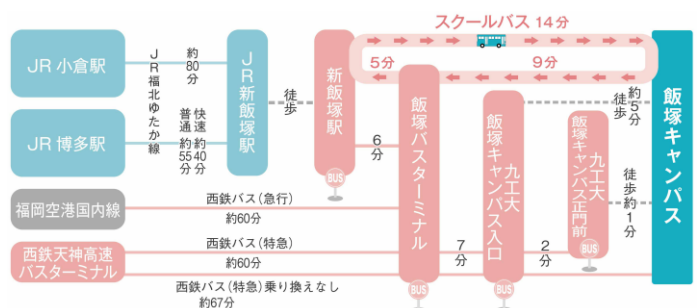 スクールバス 14分
5分
9分
JR 小倉駅
約80分
JR福北ゆたか線
JR新飯塚駅
徒歩
新飯塚駅
BUS
JR 博多駅
快速 約40分
普通 約55分
6分
飯塚バスターミナル
BUS
九工大
飯塚キャンパス入口
BUS
徒歩
約5分
九工大
飯塚キャンパス正門前
BUS
徒歩約1分
飯塚キャンパス
福岡空港国内線
西鉄バス（急行）
約60分
西鉄天神高速
バスターミナル
西鉄バス（特急）
約60分
7分
2分
西鉄バス（特急）乗り換えなし
約67分